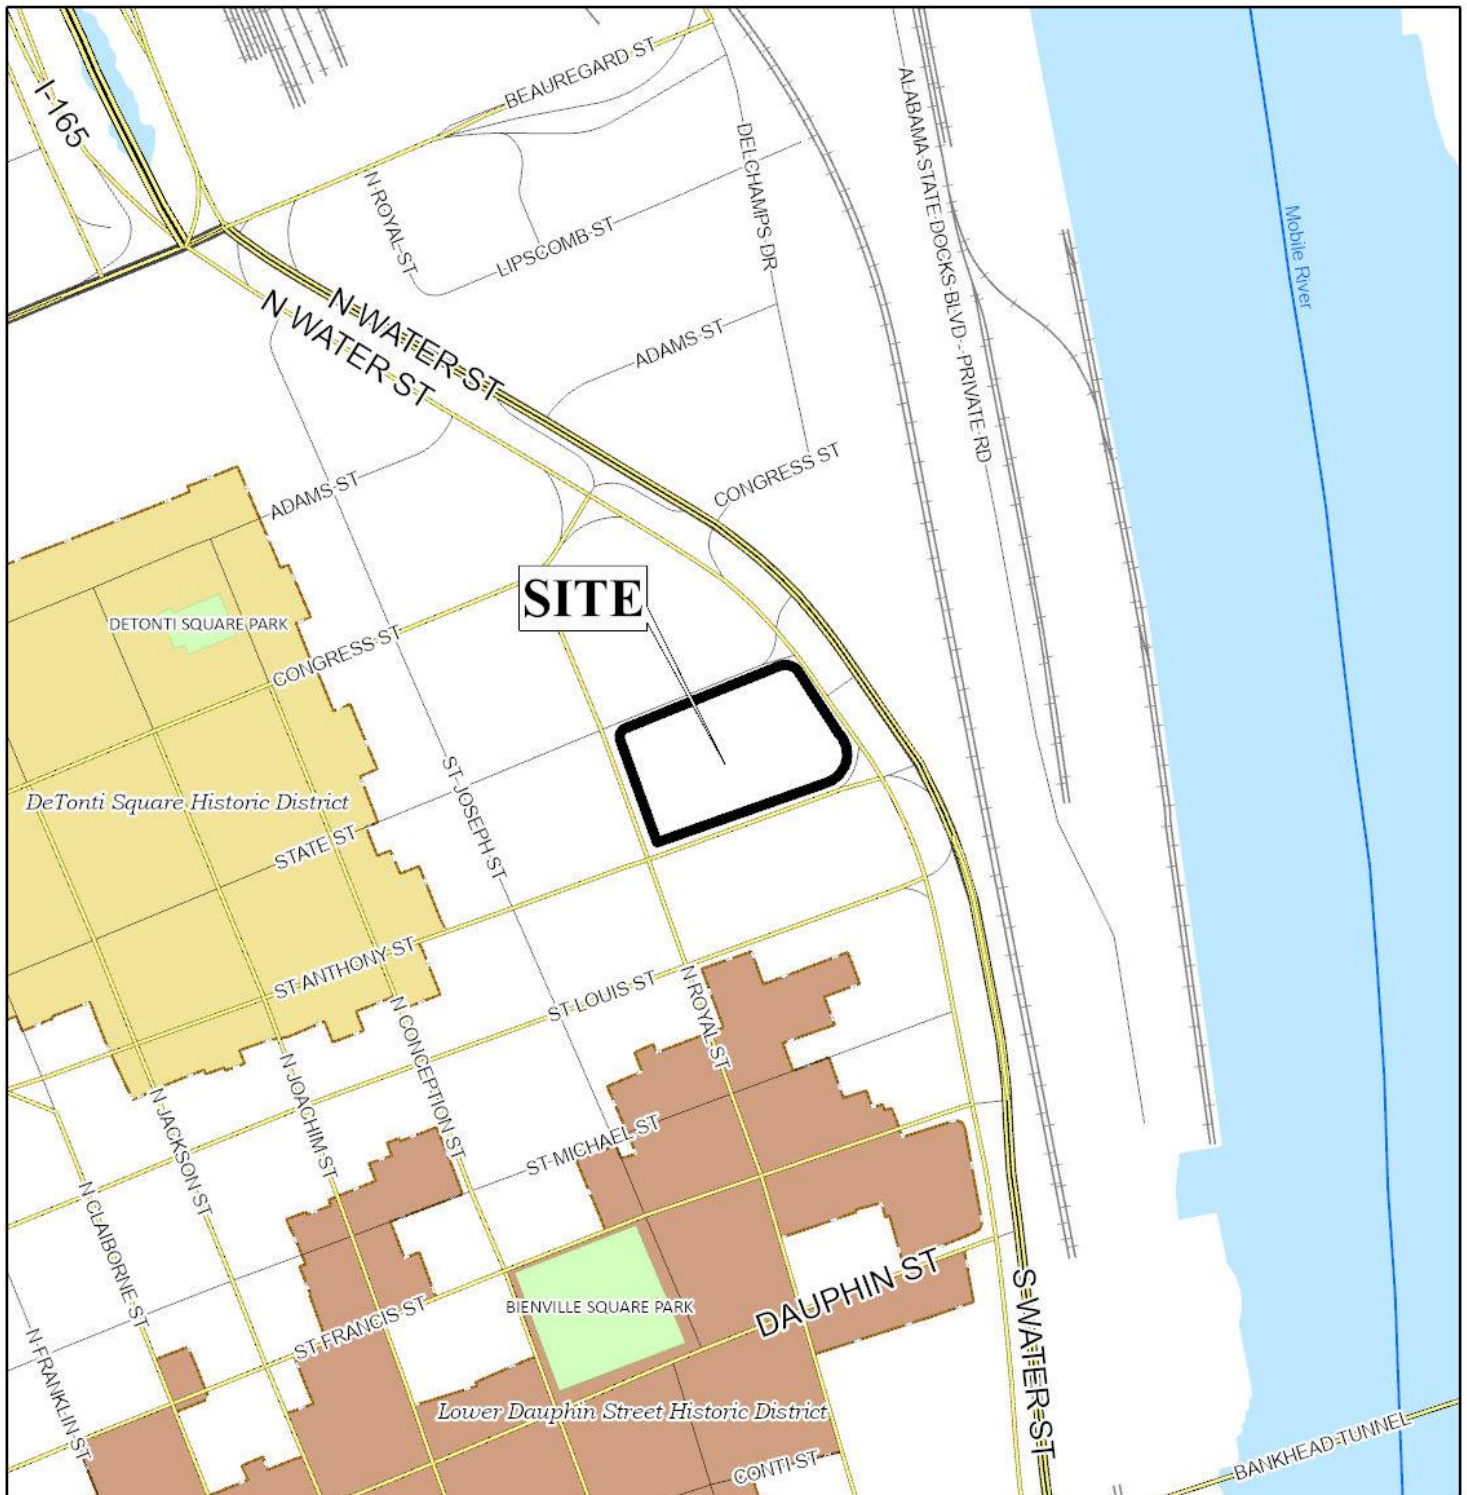 I-165
BEAUREGARD ST
N ROYAL ST
LIPSCOMB ST
DELCHAMPS DR
ALABAMA STATE DOCKS BLVD - PRIVATE RD
Mobile River
N WATER ST
N WATER ST
ADAMS ST
CONGRESS ST
ADAMS ST
SITE
DETONTI SQUARE PARK
CONGRESS ST
DeTonti Square Historic District
ST JOSEPH ST
STATE ST
ST ANTHONY ST
ST LOUIS ST
N ROYAL ST
N CONCEPTION ST
N JOACHIM ST
N JACKSON ST
ST MICHAEL ST
N CLAIBORNE ST
ST FRANCIS ST
BIENVILLE SQUARE PARK
DAUPHIN ST
S WATER ST
N FRANKLIN ST
Lower Dauphin Street Historic District
CONTI ST
BANKHEAD TUNNEL